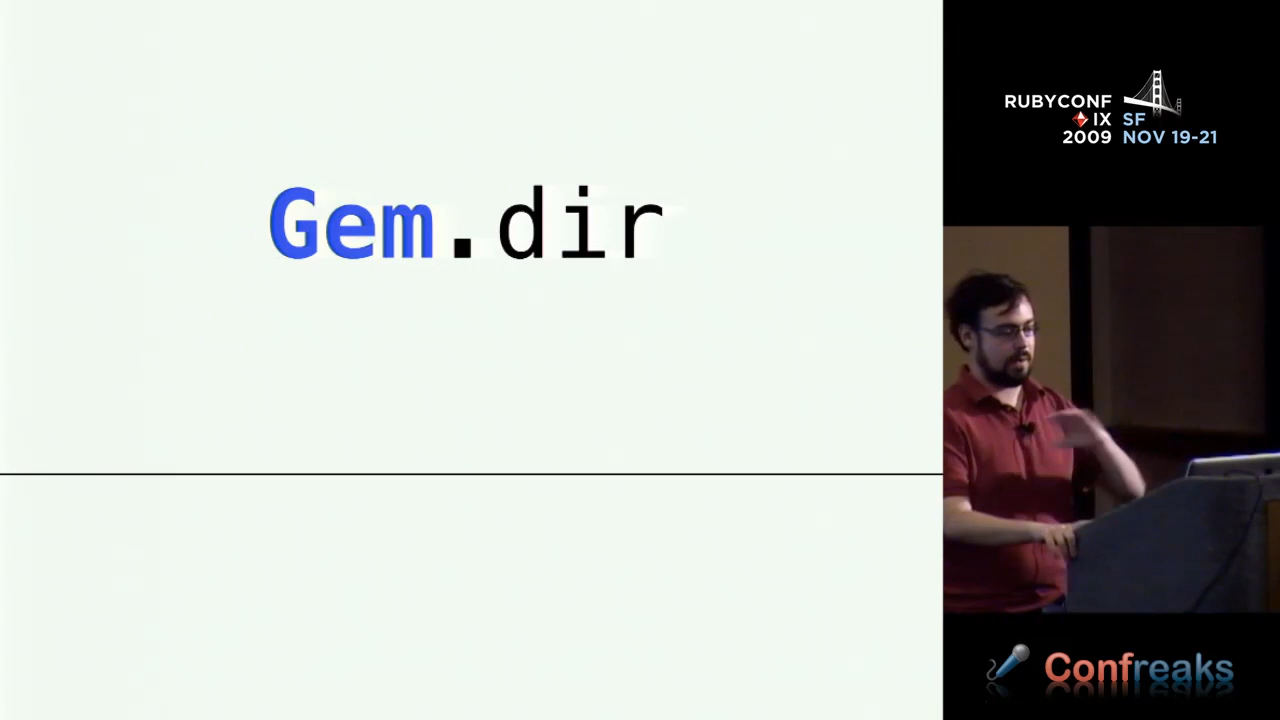 Gem.dir
RUBYCONF
IX SF
2009 NOV 19-21
Confreaks